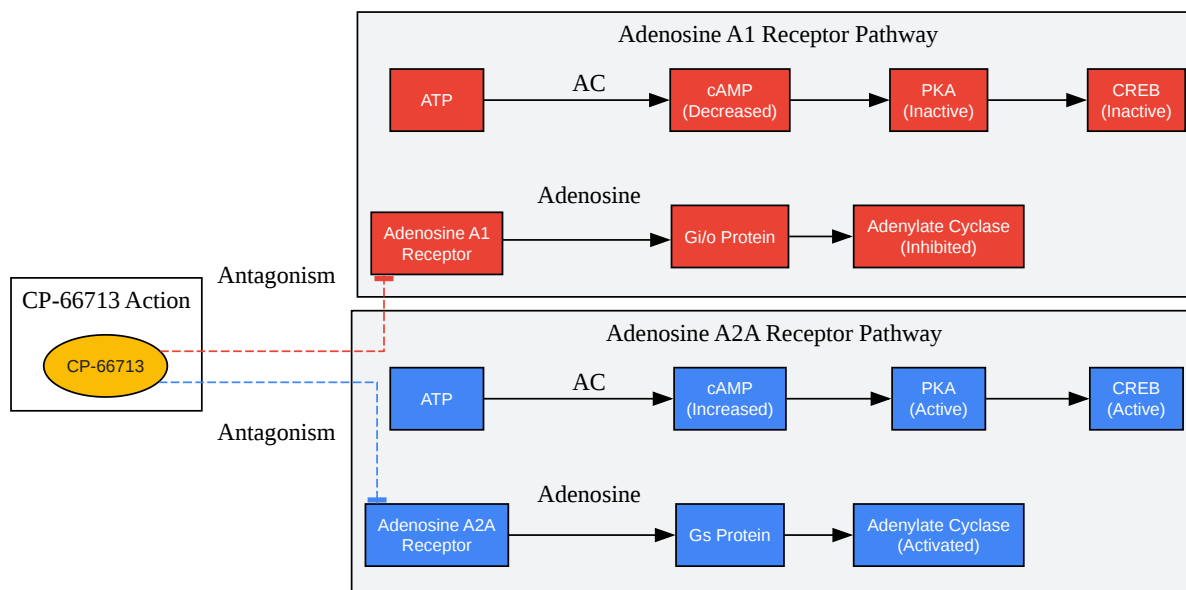 Adenosine A1 Receptor Pathway
AC
ATP
cAMP
(Decreased)
PKA
(Inactive)
CREB
(Inactive)
Adenosine
Adenosine A1
Receptor
Gi/o Protein
Adenylate Cyclase
(Inhibited)
Antagonism
CP-66713 Action
CP-66713
Antagonism
Adenosine A2A Receptor Pathway
AC
ATP
cAMP
(Increased)
PKA
(Active)
CREB
(Active)
Adenosine
Adenosine A2A
Receptor
Gs Protein
Adenylate Cyclase
(Activated)